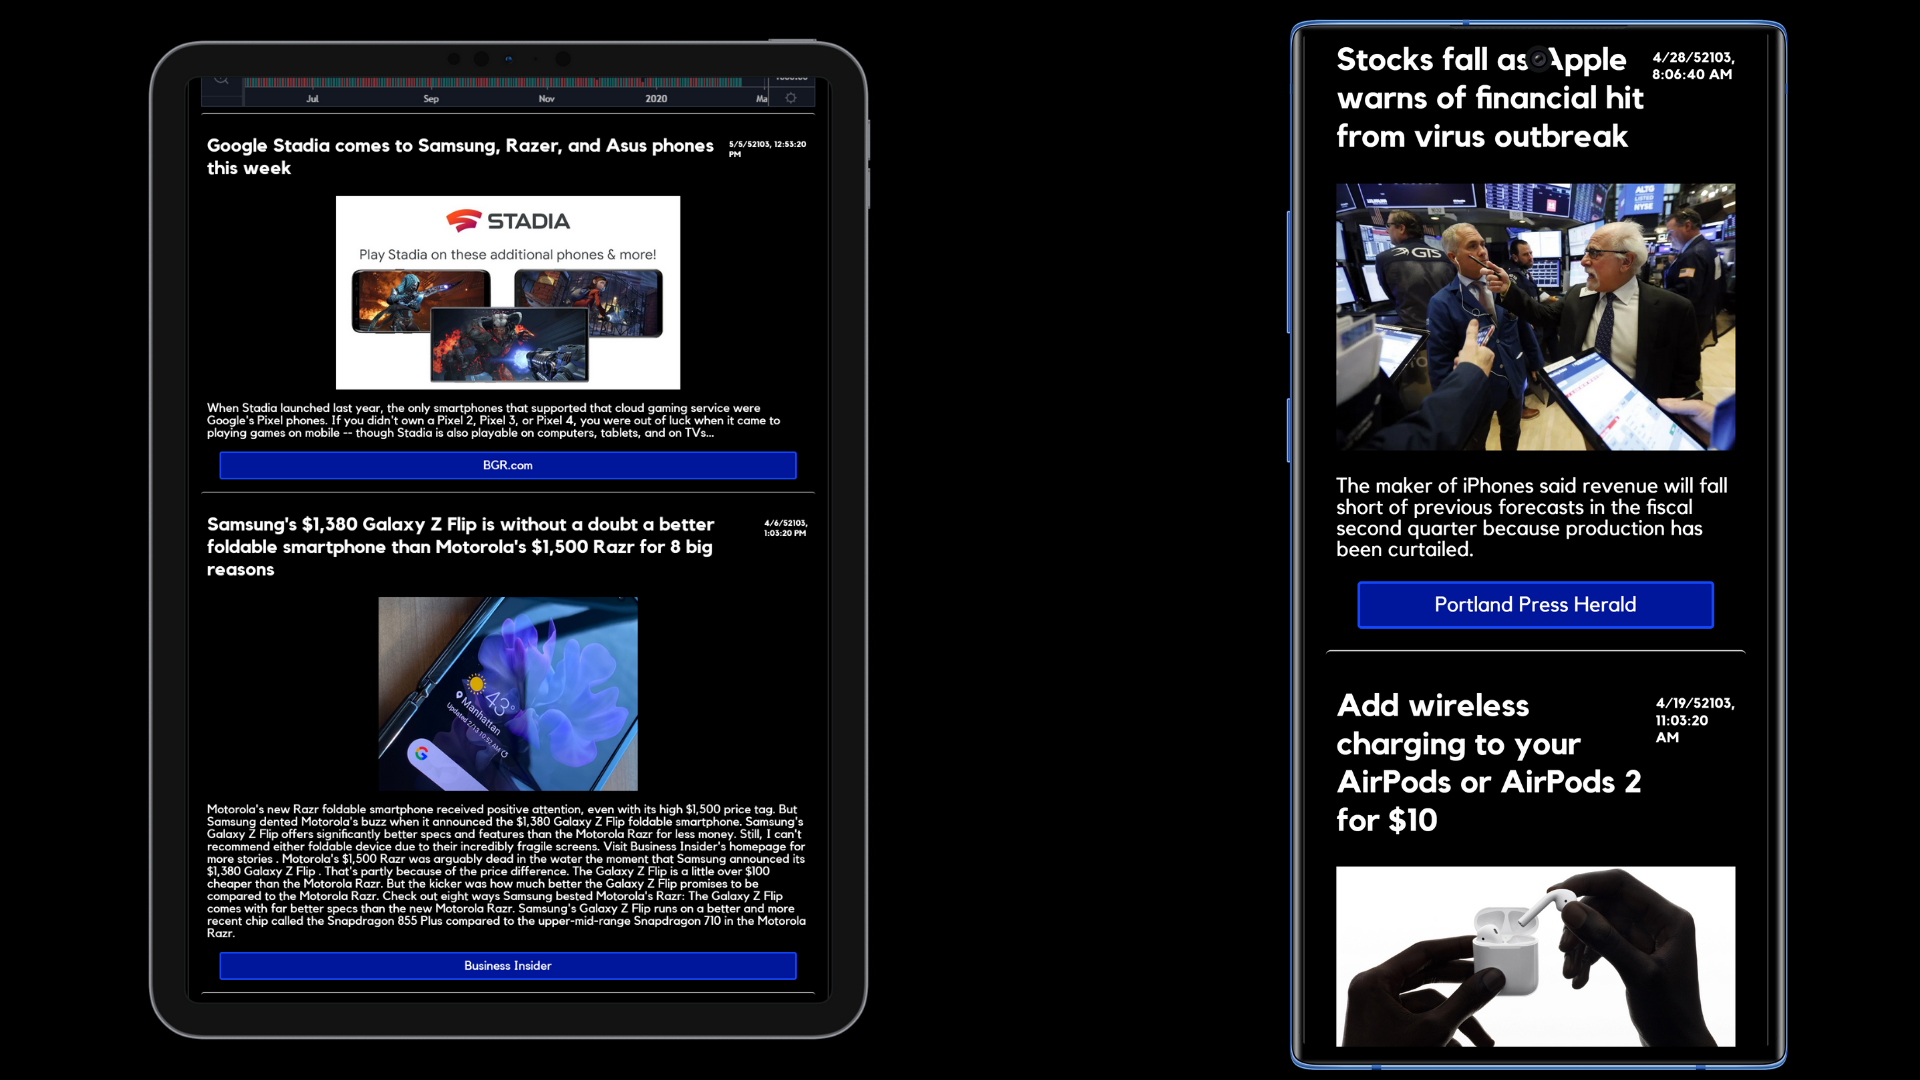 Jul Sep Nov 2020 Ma
Google Stadia comes to Samsung, Razer, and Asus phones
this week
5/5/52103, 12:53:20
PM
STADIA
Play Stadia on these additional phones & more!
When Stadia launched last year, the only smartphones that supported that cloud gaming service were
Google's Pixel phones. If you didn't own a Pixel 2, Pixel 3, or Pixel 4, you were out of luck when it came to
playing games on mobile -- though Stadia is also playable on computers, tablets, and on TVs...
BGR.com
Samsung's $1,380 Galaxy Z Flip is without a doubt a better
foldable smartphone than Motorola's $1,500 Razr for 8 big
reasons
4/6/52103,
1:03:20 PM
43°
Manhattan
Updated 2/13 10:57 AM
G
Motorola's new Razr foldable smartphone received positive attention, even with its high $1,500 price tag. But
Samsung dented Motorola's buzz when it announced the $1,380 Galaxy Z Flip foldable smartphone. Samsung's
Galaxy Z Flip offers significantly better specs and features than the Motorola Razr for less money. Still, I can't
recommend either foldable device due to their incredibly fragile screens. Visit Business Insider's homepage for
more stories . Motorola's $1,500 Razr was arguably dead in the water the moment that Samsung announced its
$1,380 Galaxy Z Flip . That's partly because of the price difference. The Galaxy Z Flip is a little over $100
cheaper than the Motorola Razr. But the kicker was how much better the Galaxy Z Flip promises to be
compared to the Motorola Razr. Check out eight ways Samsung bested Motorola's Razr: The Galaxy Z Flip
comes with far better specs than the new Motorola Razr. Samsung's Galaxy Z Flip runs on a better and more
recent chip called the Snapdragon 855 Plus compared to the upper-mid-range Snapdragon 710 in the Motorola
Razr.
Business Insider
Stocks fall as Apple
warns of financial hit
from virus outbreak
4/28/52103,
8:06:40 AM
ALTG
LISTED
NYSE
GTS
The maker of iPhones said revenue will fall
short of previous forecasts in the fiscal
second quarter because production has
been curtailed.
Portland Press Herald
Add wireless
charging to your
AirPods or AirPods 2
for $10
4/19/52103,
11:03:20
AM